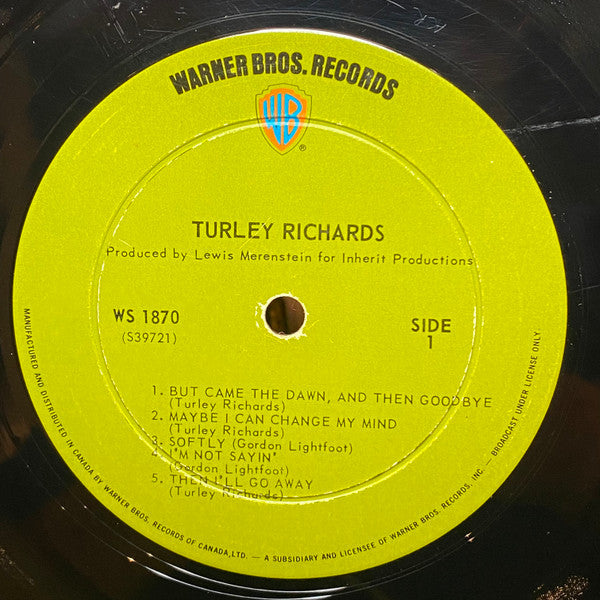 WARNER BROS. RECORDS
WB
®
TURLEY RICHARDS
Produced by Lewis Merenstein for Inherit Productions
WS 1870
(S39721)
SIDE
1
1. BUT CAME THE DAWN, AND THEN GOODBYE
(Turley Richards)
2. MAYBE I CAN CHANGE MY MIND
(Turley Richards)
3. SOFTLY (Gordon Lightfoot)
4. I'M NOT SAYIN'
(Gordon Lightfoot)
5. THEN I'LL GO AWAY
(Turley Richards)
MANUFACTURED AND DISTRIBUTED IN CANADA BY WARNER BROS. RECORDS OF CANADA, LTD. — A SUBSIDIARY AND LICENSEE OF WARNER BROS. RECORDS, INC. — BROADCAST UNDER LICENSE ONLY